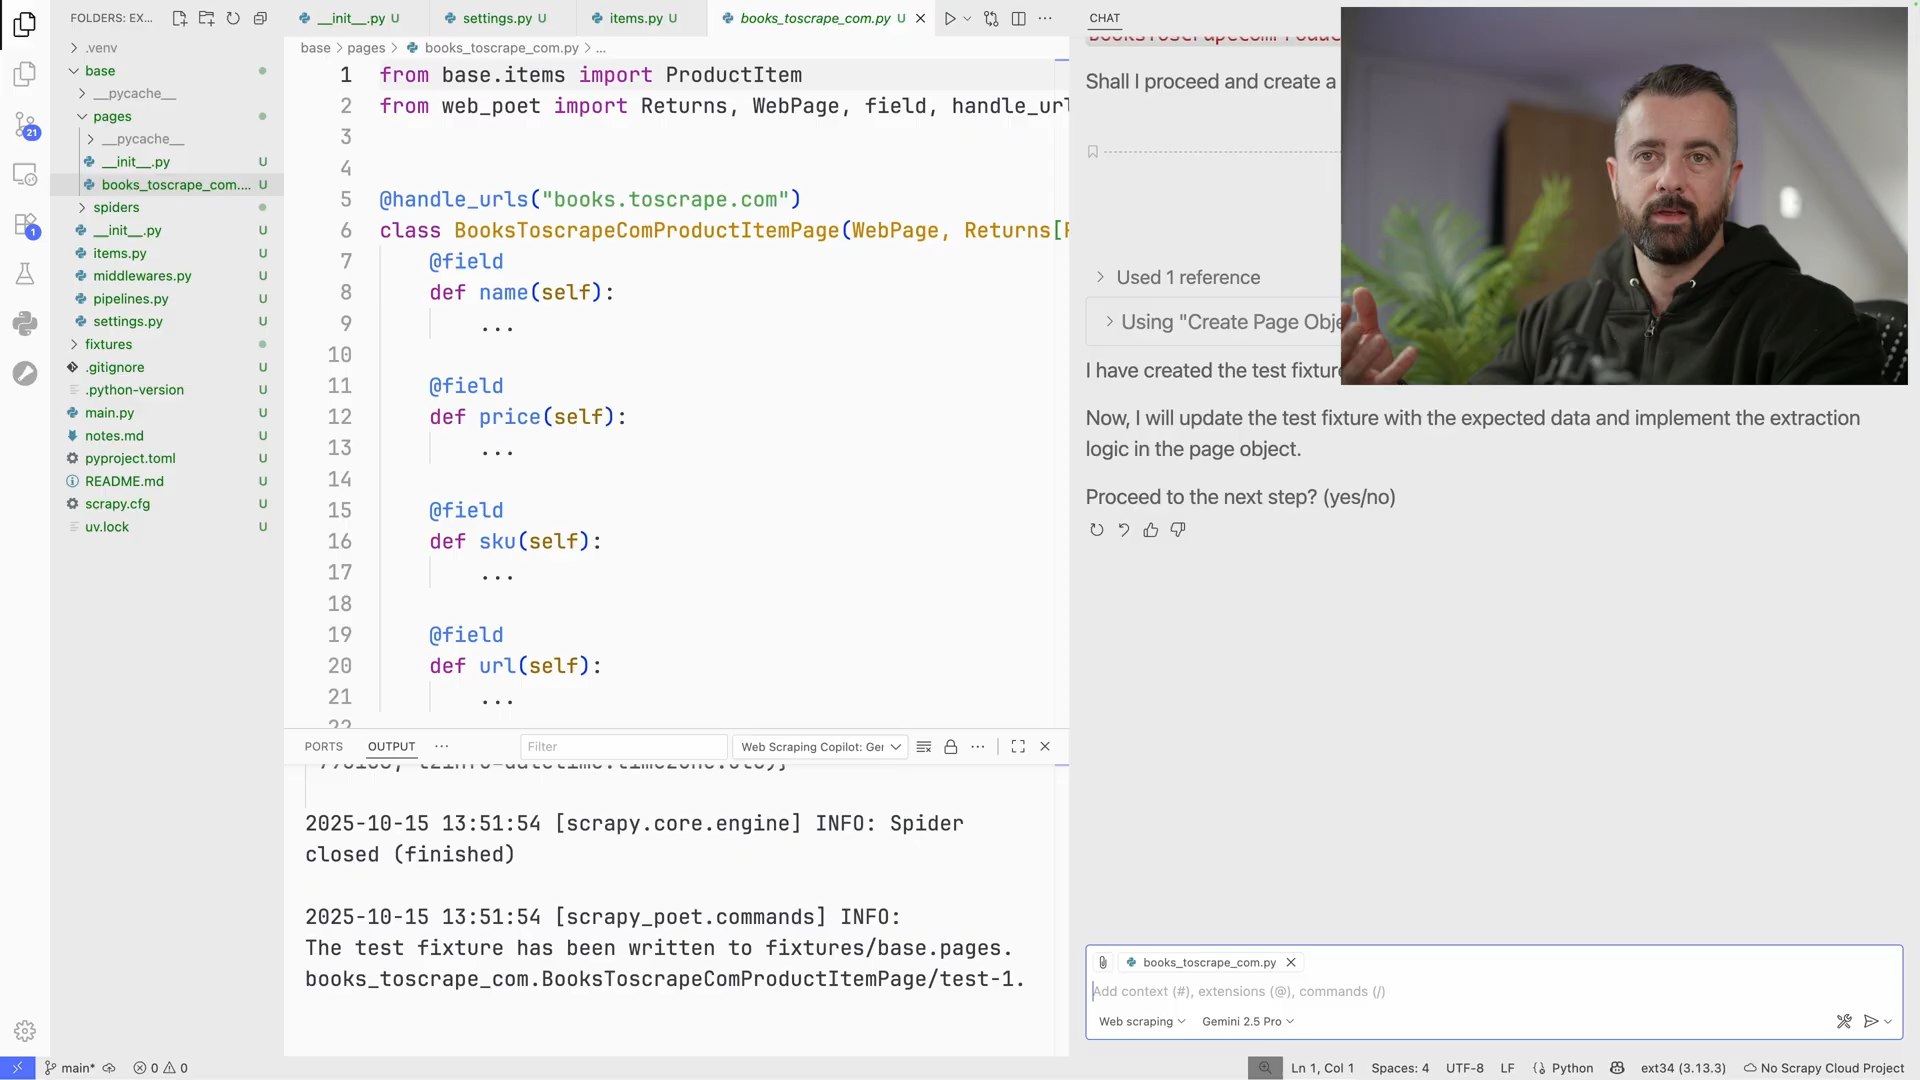 FOLDERS: EX...
.venv
base
__pycache__
pages
__pycache__
__init__.py U
books_toscrape_com.... U
spiders
__init__.py U
items.py U
middlewares.py U
pipelines.py U
settings.py U
fixtures
.gitignore U
.python-version U
main.py U
notes.md U
pyproject.toml U
README.md U
scrapy.cfg U
uv.lock U
21
1
__init__.py U
settings.py U
items.py U
books_toscrape_com.py U
base > pages > books_toscrape_com.py > ...
1 from base.items import ProductItem
2 from web_poet import Returns, WebPage, field, handle_url
3
4
5 @handle_urls("books.toscrape.com")
6 class BooksToscrapeComProductItemPage(WebPage, Returns[
7 @field
8 def name(self):
9 ...
10
11 @field
12 def price(self):
13 ...
14
15 @field
16 def sku(self):
17 ...
18
19 @field
20 def url(self):
21 ...
22
PORTS OUTPUT ... Filter Web Scraping Copilot: Ger
2025-10-15 13:51:54 [scrapy.core.engine] INFO: Spider
closed (finished)
2025-10-15 13:51:54 [scrapy_poet.commands] INFO:
The test fixture has been written to fixtures/base.pages.
books_toscrape_com.BooksToscrapeComProductItemPage/test-1.
CHAT
Shall I proceed and create a
Used 1 reference
Using "Create Page Obje
I have created the test fixture
Now, I will update the test fixture with the expected data and implement the extraction
logic in the page object.
Proceed to the next step? (yes/no)
books_toscrape_com.py
Add context (#), extensions (@), commands (/)
Web scraping Gemini 2.5 Pro
main* 0 0
Ln 1, Col 1 Spaces: 4 UTF-8 LF Python ext34 (3.13.3) No Scrapy Cloud Project